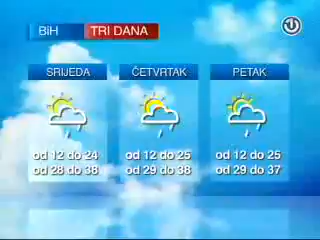 BiH TRI DANA
SRIJEDA ČETVRTAK PETAK
od 12 do 24 od 12 do 25 od 12 do 25
od 28 do 38 od 29 do 38 od 29 do 37